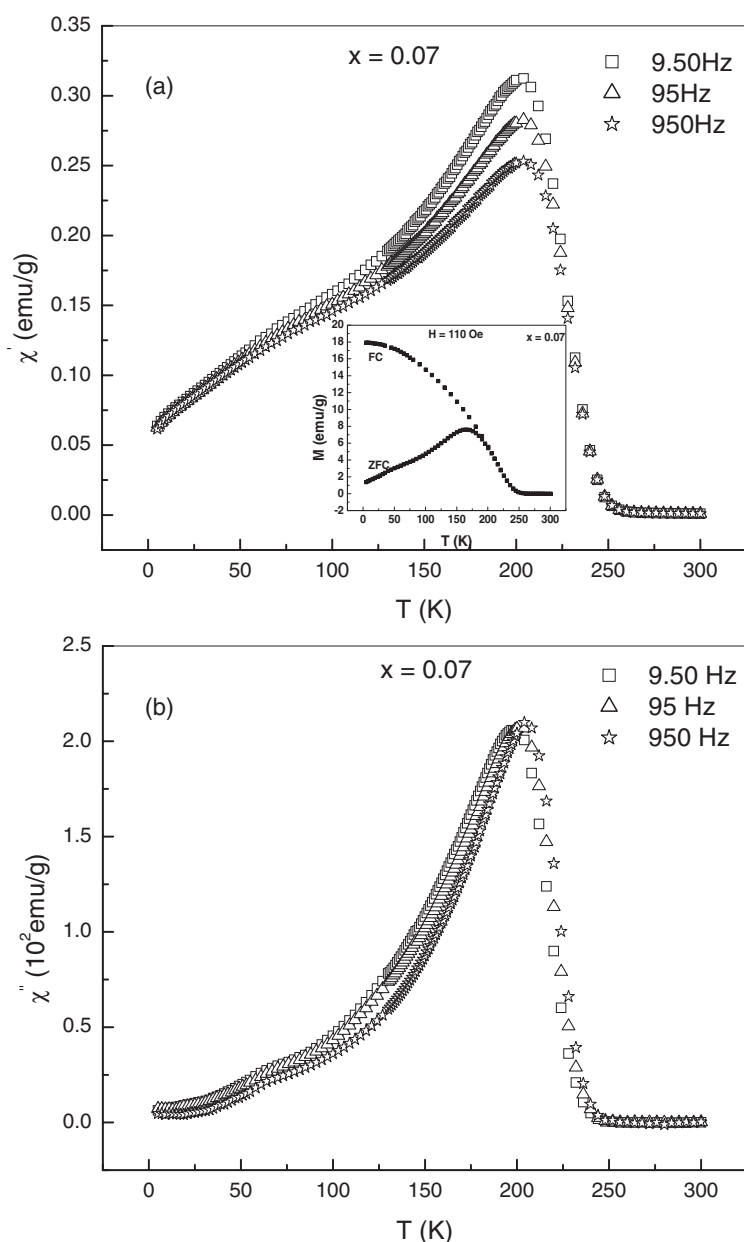 x = 0.07
(a)
9.50Hz
95Hz
950Hz
0.35
0.30
0.25
0.20
0.15
0.10
0.05
0.00
χ' (emu/g)
0 50 100 150 200 250 300
T (K)
H = 110 Oe
x = 0.07
FC
ZFC
20
18
16
14
12
10
8
6
4
2
0
-2
M (emu/g)
0 50 100 150 200 250 300
T (K)
x = 0.07
(b)
9.50 Hz
95 Hz
950 Hz
2.5
2.0
1.5
1.0
0.5
0.0
χ'' (10²emu/g)
0 50 100 150 200 250 300
T (K)